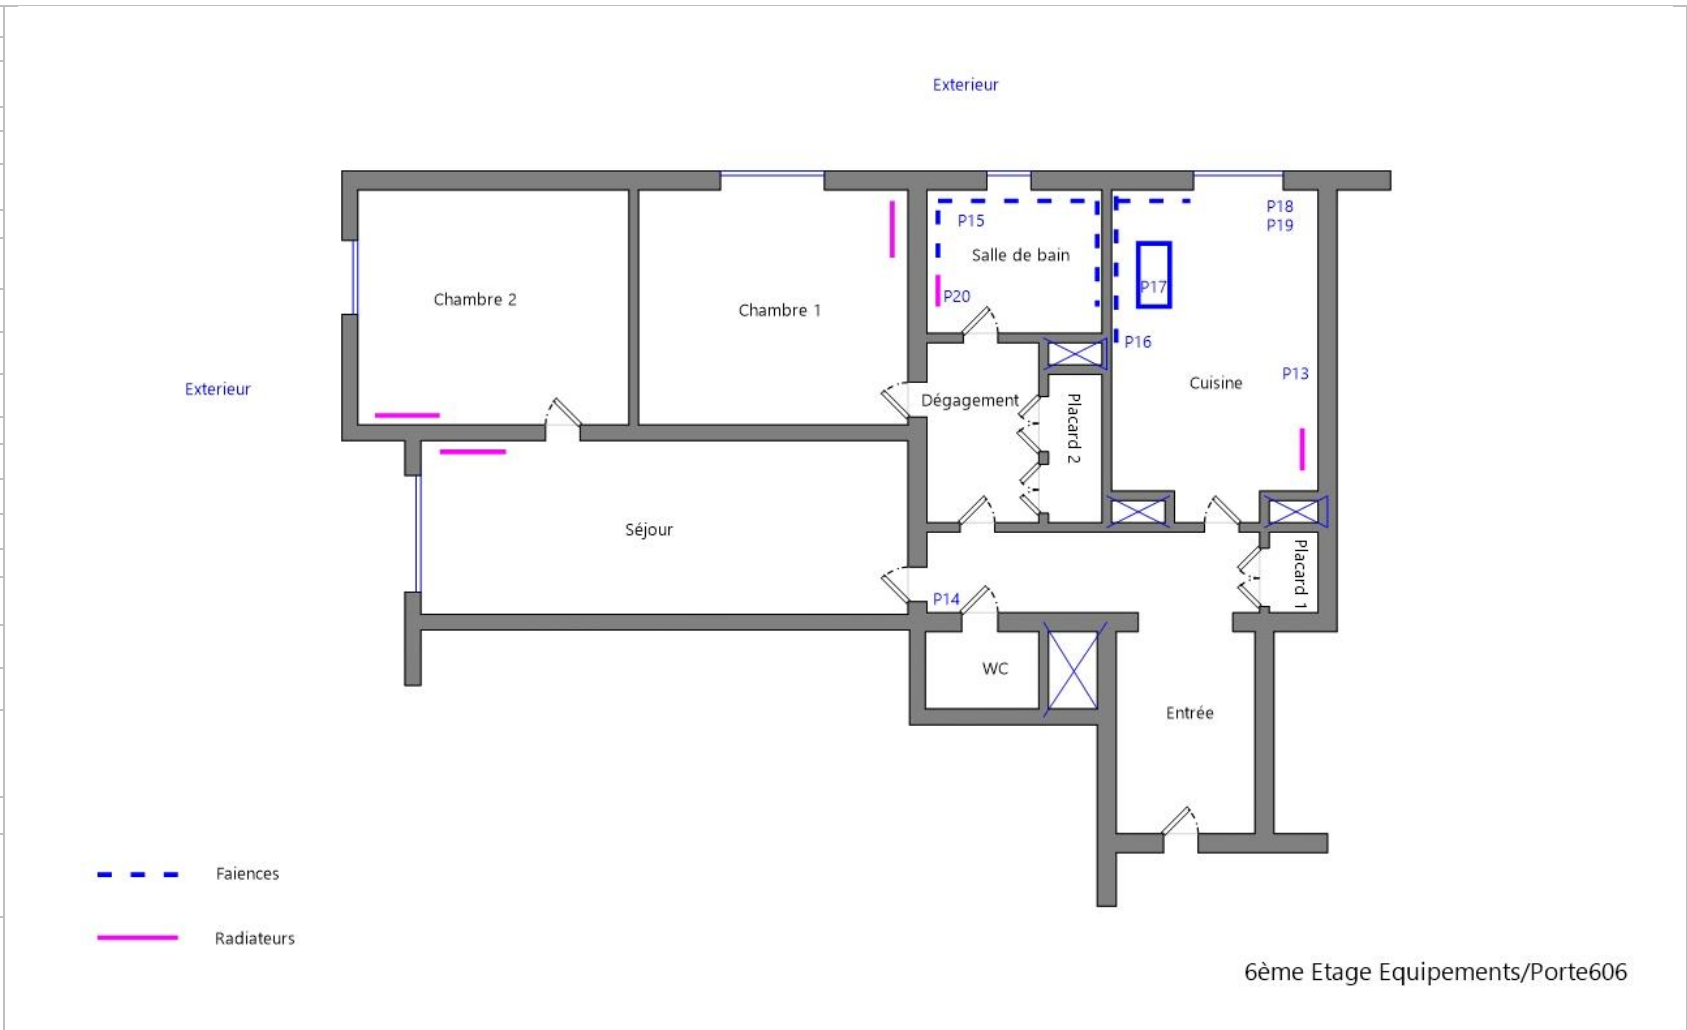 Exterieur
P15
P18
P19
Salle de bain
P17
P20
Chambre 2
Chambre 1
P16
P13
Cuisine
Exterieur
Dégagement
Placard 2
Séjour
Placard 1
P14
WC
Entrée
Faiences
Radiateurs
6ème Etage Equipements/Porte606